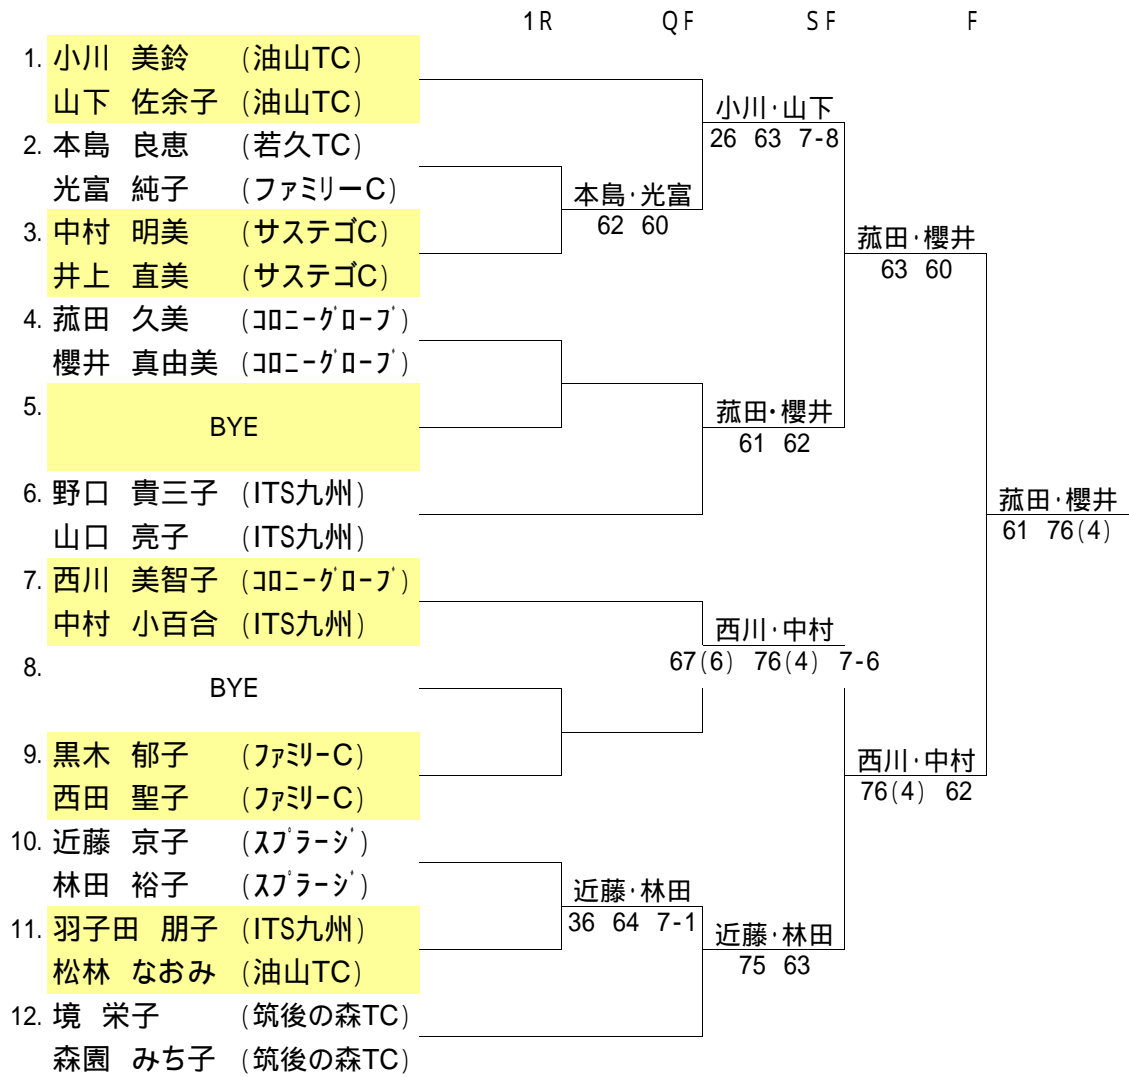 1R QF SF F
1. 小川 美鈴 (油山TC)
山下 佐余子 (油山TC)
小川・山下
26 63 7-8
2. 本島 良恵 (若久TC)
光富 純子 (ファミリーC)
本島・光富
62 60
3. 中村 明美 (サステゴC)
井上 直美 (サステゴC)
菰田・櫻井
63 60
4. 菰田 久美 (ｺﾛﾆｰｸﾞﾛｰﾌﾞ)
櫻井 真由美 (ｺﾛﾆｰｸﾞﾛｰﾌﾞ)
5.
BYE
菰田・櫻井
61 62
6. 野口 貴三子 (ITS九州)
山口 亮子 (ITS九州)
菰田・櫻井
61 76(4)
7. 西川 美智子 (ｺﾛﾆｰｸﾞﾛｰﾌﾞ)
中村 小百合 (ITS九州)
西川・中村
67(6) 76(4) 7-6
8.
BYE
9. 黒木 郁子 (ﾌｧﾐﾘｰC)
西田 聖子 (ﾌｧﾐﾘｰC)
西川・中村
76(4) 62
10. 近藤 京子 (ｽﾌﾟﾗｰｼﾞ)
林田 裕子 (ｽﾌﾟﾗｰｼﾞ)
近藤・林田
36 64 7-1
11. 羽子田 朋子 (ITS九州)
松林 なおみ (油山TC)
近藤・林田
75 63
12. 境 栄子 (筑後の森TC)
森園 みち子 (筑後の森TC)